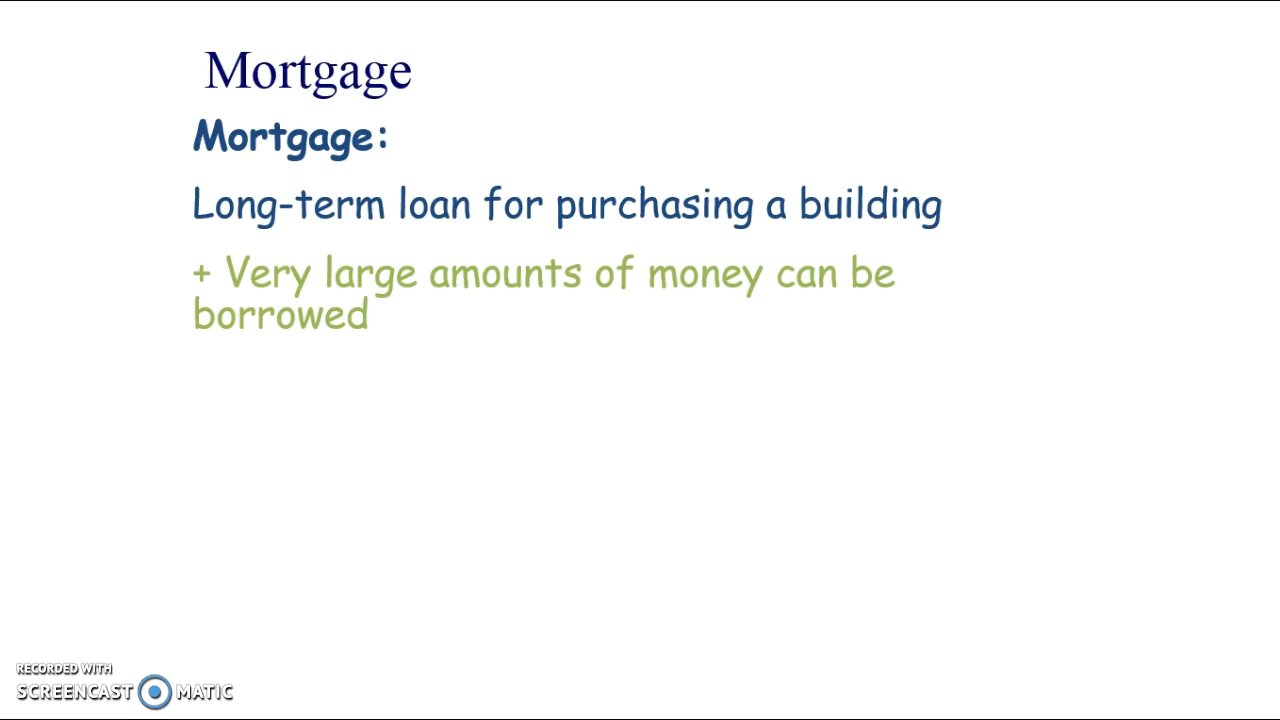 Mortgage
Mortgage:
Long-term loan for purchasing a building
+ Very large amounts of money can be
borrowed
RECORDED WITH
SCREENCAST MATIC